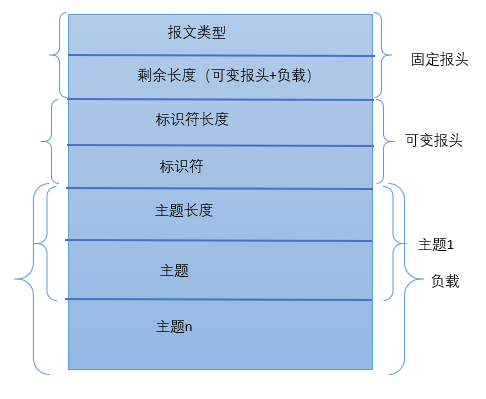 报文类型
剩余长度（可变报头+负载）
固定报头
标识符长度
标识符
可变报头
主题长度
主题
主题1
负载
主题n